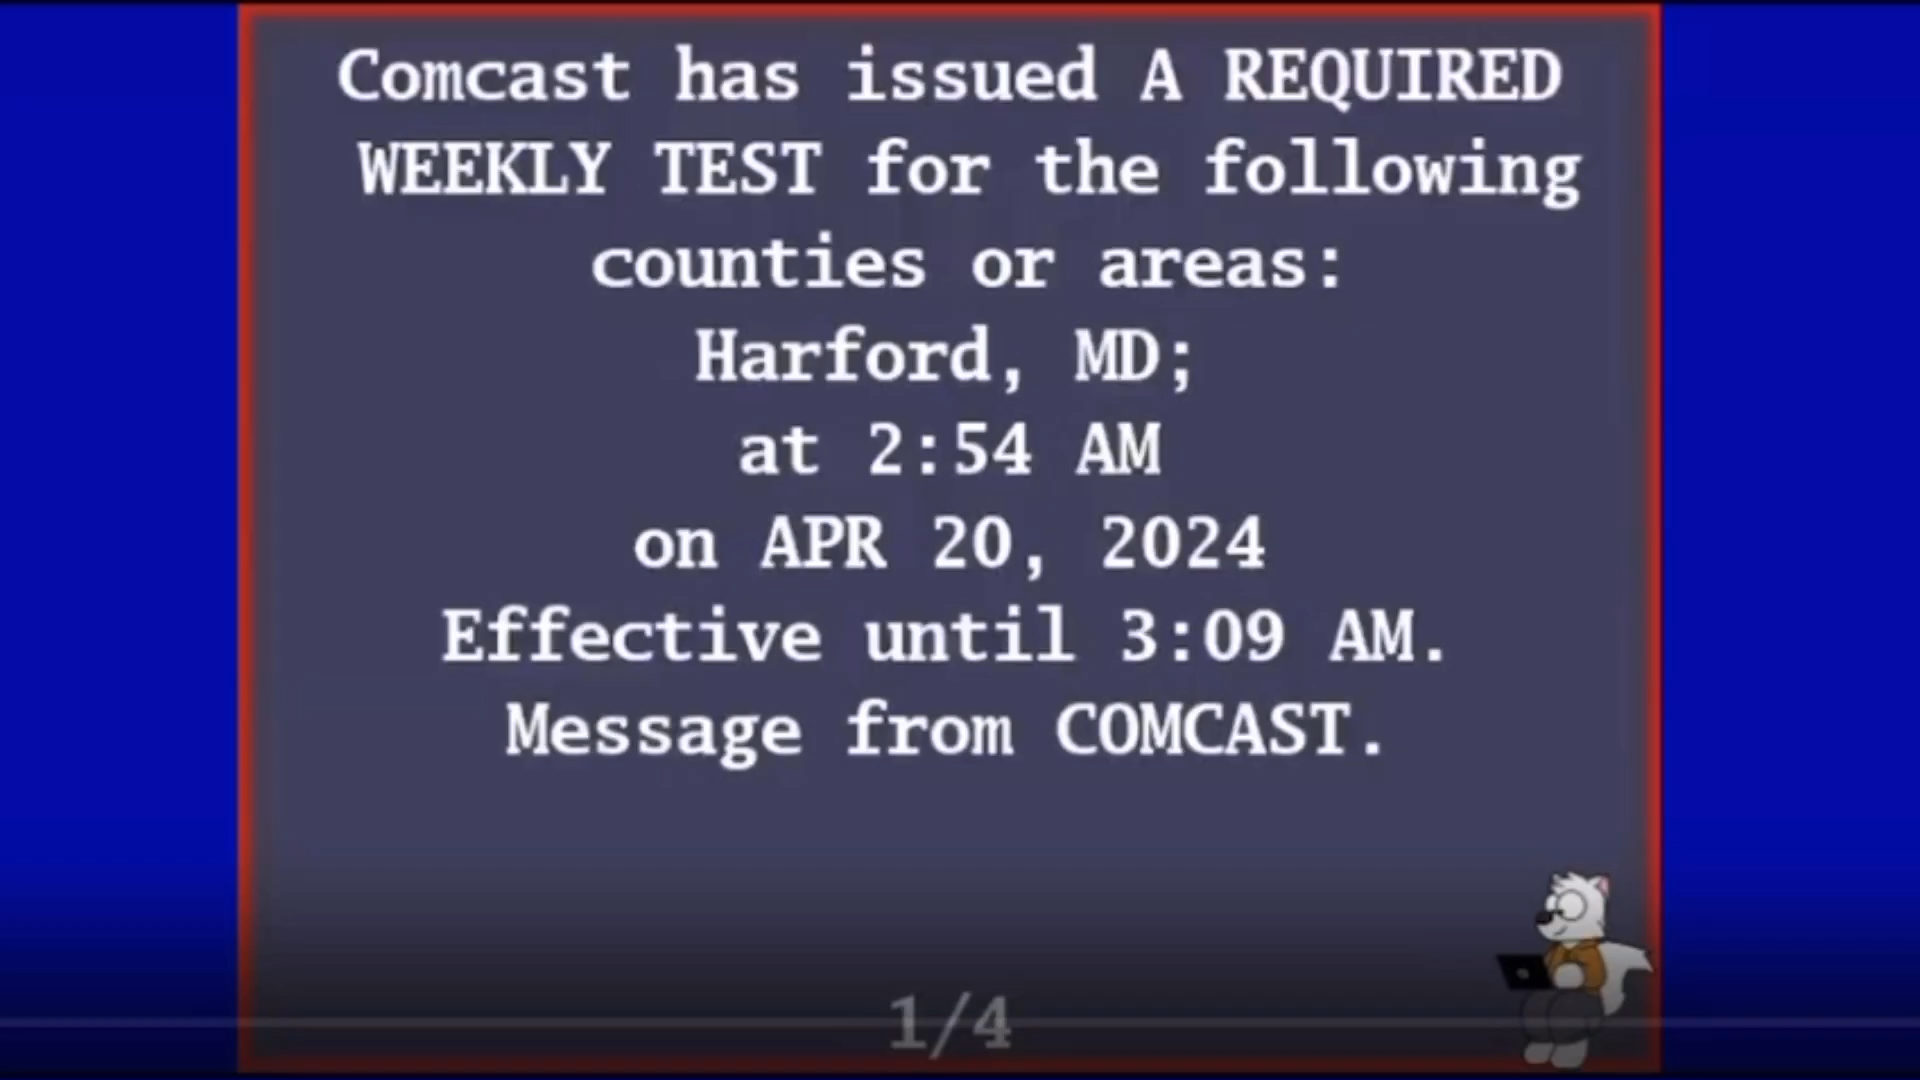 Comcast has issued A REQUIRED
WEEKLY TEST for the following
counties or areas:
Harford, MD;
at 2:54 AM
on APR 20, 2024
Effective until 3:09 AM.
Message from COMCAST.
1/4